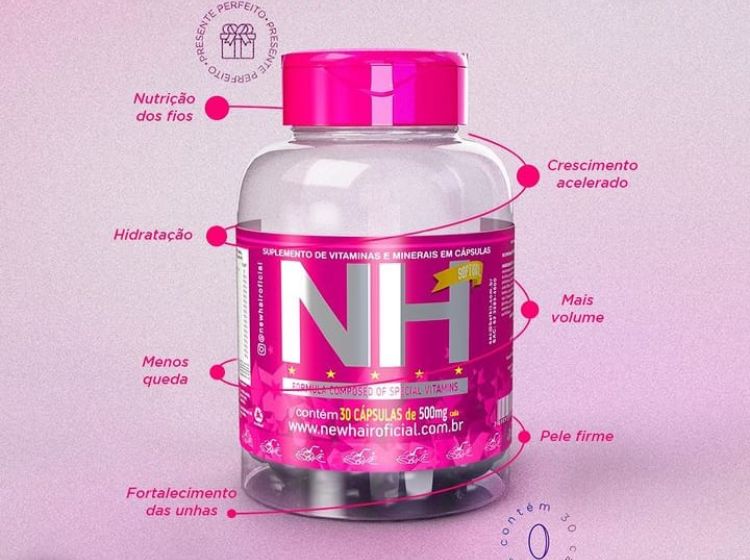 PRESENTE PERFEITO • PRESENTE PERFEITO •
Nutrição
dos fios
Crescimento
acelerado
Hidratação
SUPLEMENTO DE VITAMINAS E MINERAIS EM CÁPSULAS
NH
SOFTGEL
@newhairoficial
Mais
volume
Menos
queda
FORMULA COMPOSED OF SPECIAL VITAMINS
contém 30 CÁPSULAS de 500mg cada
www.newhairoficial.com.br
Pele firme
Fortalecimento
das unhas
contém 30